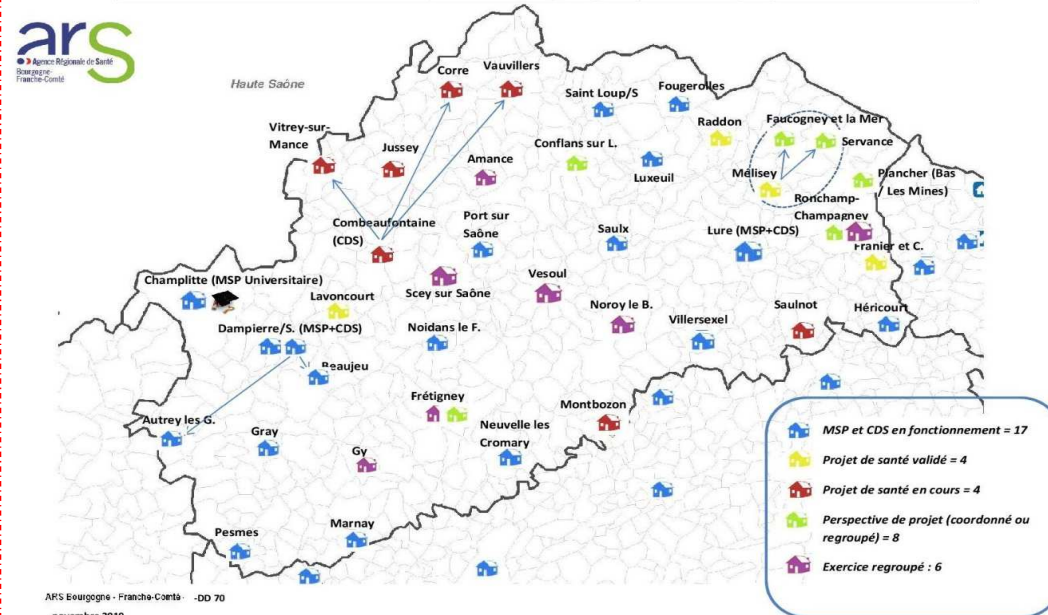 ars
Agence Régionale de Santé
Bourgogne-
Franche-Comté
Haute Saône
Corre
Vauvillers
Saint Loup/S
Fougerolles
Raddon
Faucogney et la Mer
Servance
Vitrey-sur-
Mance
Jussey
Amance
Conflans sur L.
Luxeuil
Mélisey
Plancher (Bas
/ Les Mines)
Combeaufontaine
(CDS)
Port sur
Saône
Saulx
Lure (MSP+CDS)
Ronchamp-
Champagney
Franier et C.
Champlitte (MSP Universitaire)
Lavoncourt
Scey sur Saône
Vesoul
Noroy le B.
Saulnot
Héricourt
Dampierre/S. (MSP+CDS)
Noidans le F.
Villersexel
Beaujeu
Autrey les G.
Gray
Frétigney
Neuvelle les
Cromary
Montbozon
Gy
Pesmes
Marnay
MSP et CDS en fonctionnement = 17
Projet de santé validé = 4
Projet de santé en cours = 4
Perspective de projet (coordonné ou
regroupé) = 8
Exercice regroupé : 6
ARS Bourgogne - Franche-Comté - -DD 70